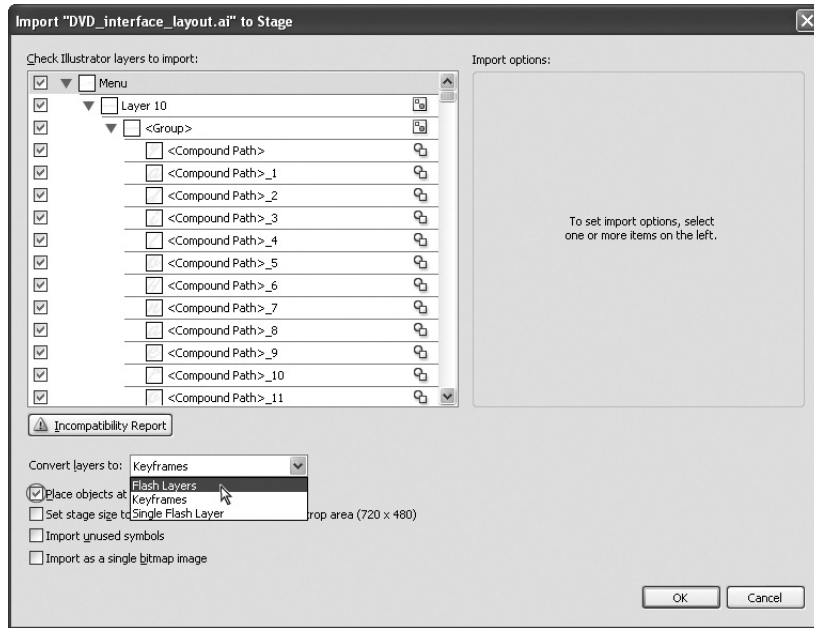 Import "DVD_interface_layout.ai" to Stage
Check Illustrator layers to import:
Import options:
Menu
Layer 10
<Group>
<Compound Path>
<Compound Path>_1
<Compound Path>_2
<Compound Path>_3
<Compound Path>_4
<Compound Path>_5
<Compound Path>_6
<Compound Path>_7
<Compound Path>_8
<Compound Path>_9
<Compound Path>_10
<Compound Path>_11
To set import options, select
one or more items on the left.
Incompatibility Report
Convert layers to: Keyframes
Flash Layers
Keyframes
Single Flash Layer
Place objects at
Set stage size to rop area (720 x 480)
Import unused symbols
Import as a single bitmap image
OK Cancel